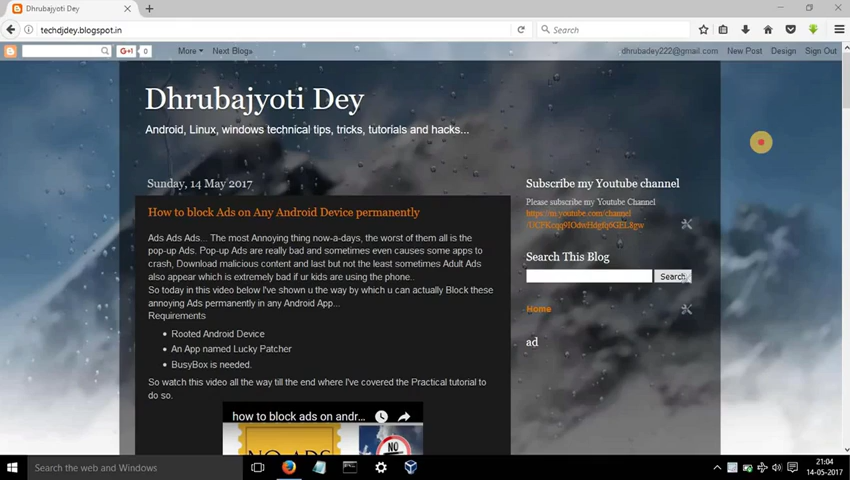 Dhrubajyoti Dey
techdjdey.blogspot.in
Search
0
More
Next Blog»
dhrubadey222@gmail.com
New Post
Design
Sign Out
Dhrubajyoti Dey
Android, Linux, windows technical tips, tricks, tutorials and hacks...
Sunday, 14 May 2017
How to block Ads on Any Android Device permanently
Ads Ads Ads... The most Annoying thing now-a-days, the worst of them all is the
pop-up Ads. Pop-up Ads are really bad and sometimes even causes some apps to
crash, Download malicious content and last but not the least sometimes Adult Ads
also appear which is extremely bad if ur kids are using the phone..
So today in this video below I've shown u the way by which u can actually Block these
annoying Ads permanently in any Android App...
Requirements
Rooted Android Device
An App named Lucky Patcher
BusyBox is needed.
So watch this video all the way till the end where I've covered the Practical tutorial to
do so.
how to block ads on andr...
NO ADS
NO
Subscribe my Youtube channel
Please subscribe my Youtube Channel
https://m.youtube.com/channel
Search This Blog
Search
Home
ad
Search the web and Windows
21:04
14-05-2017